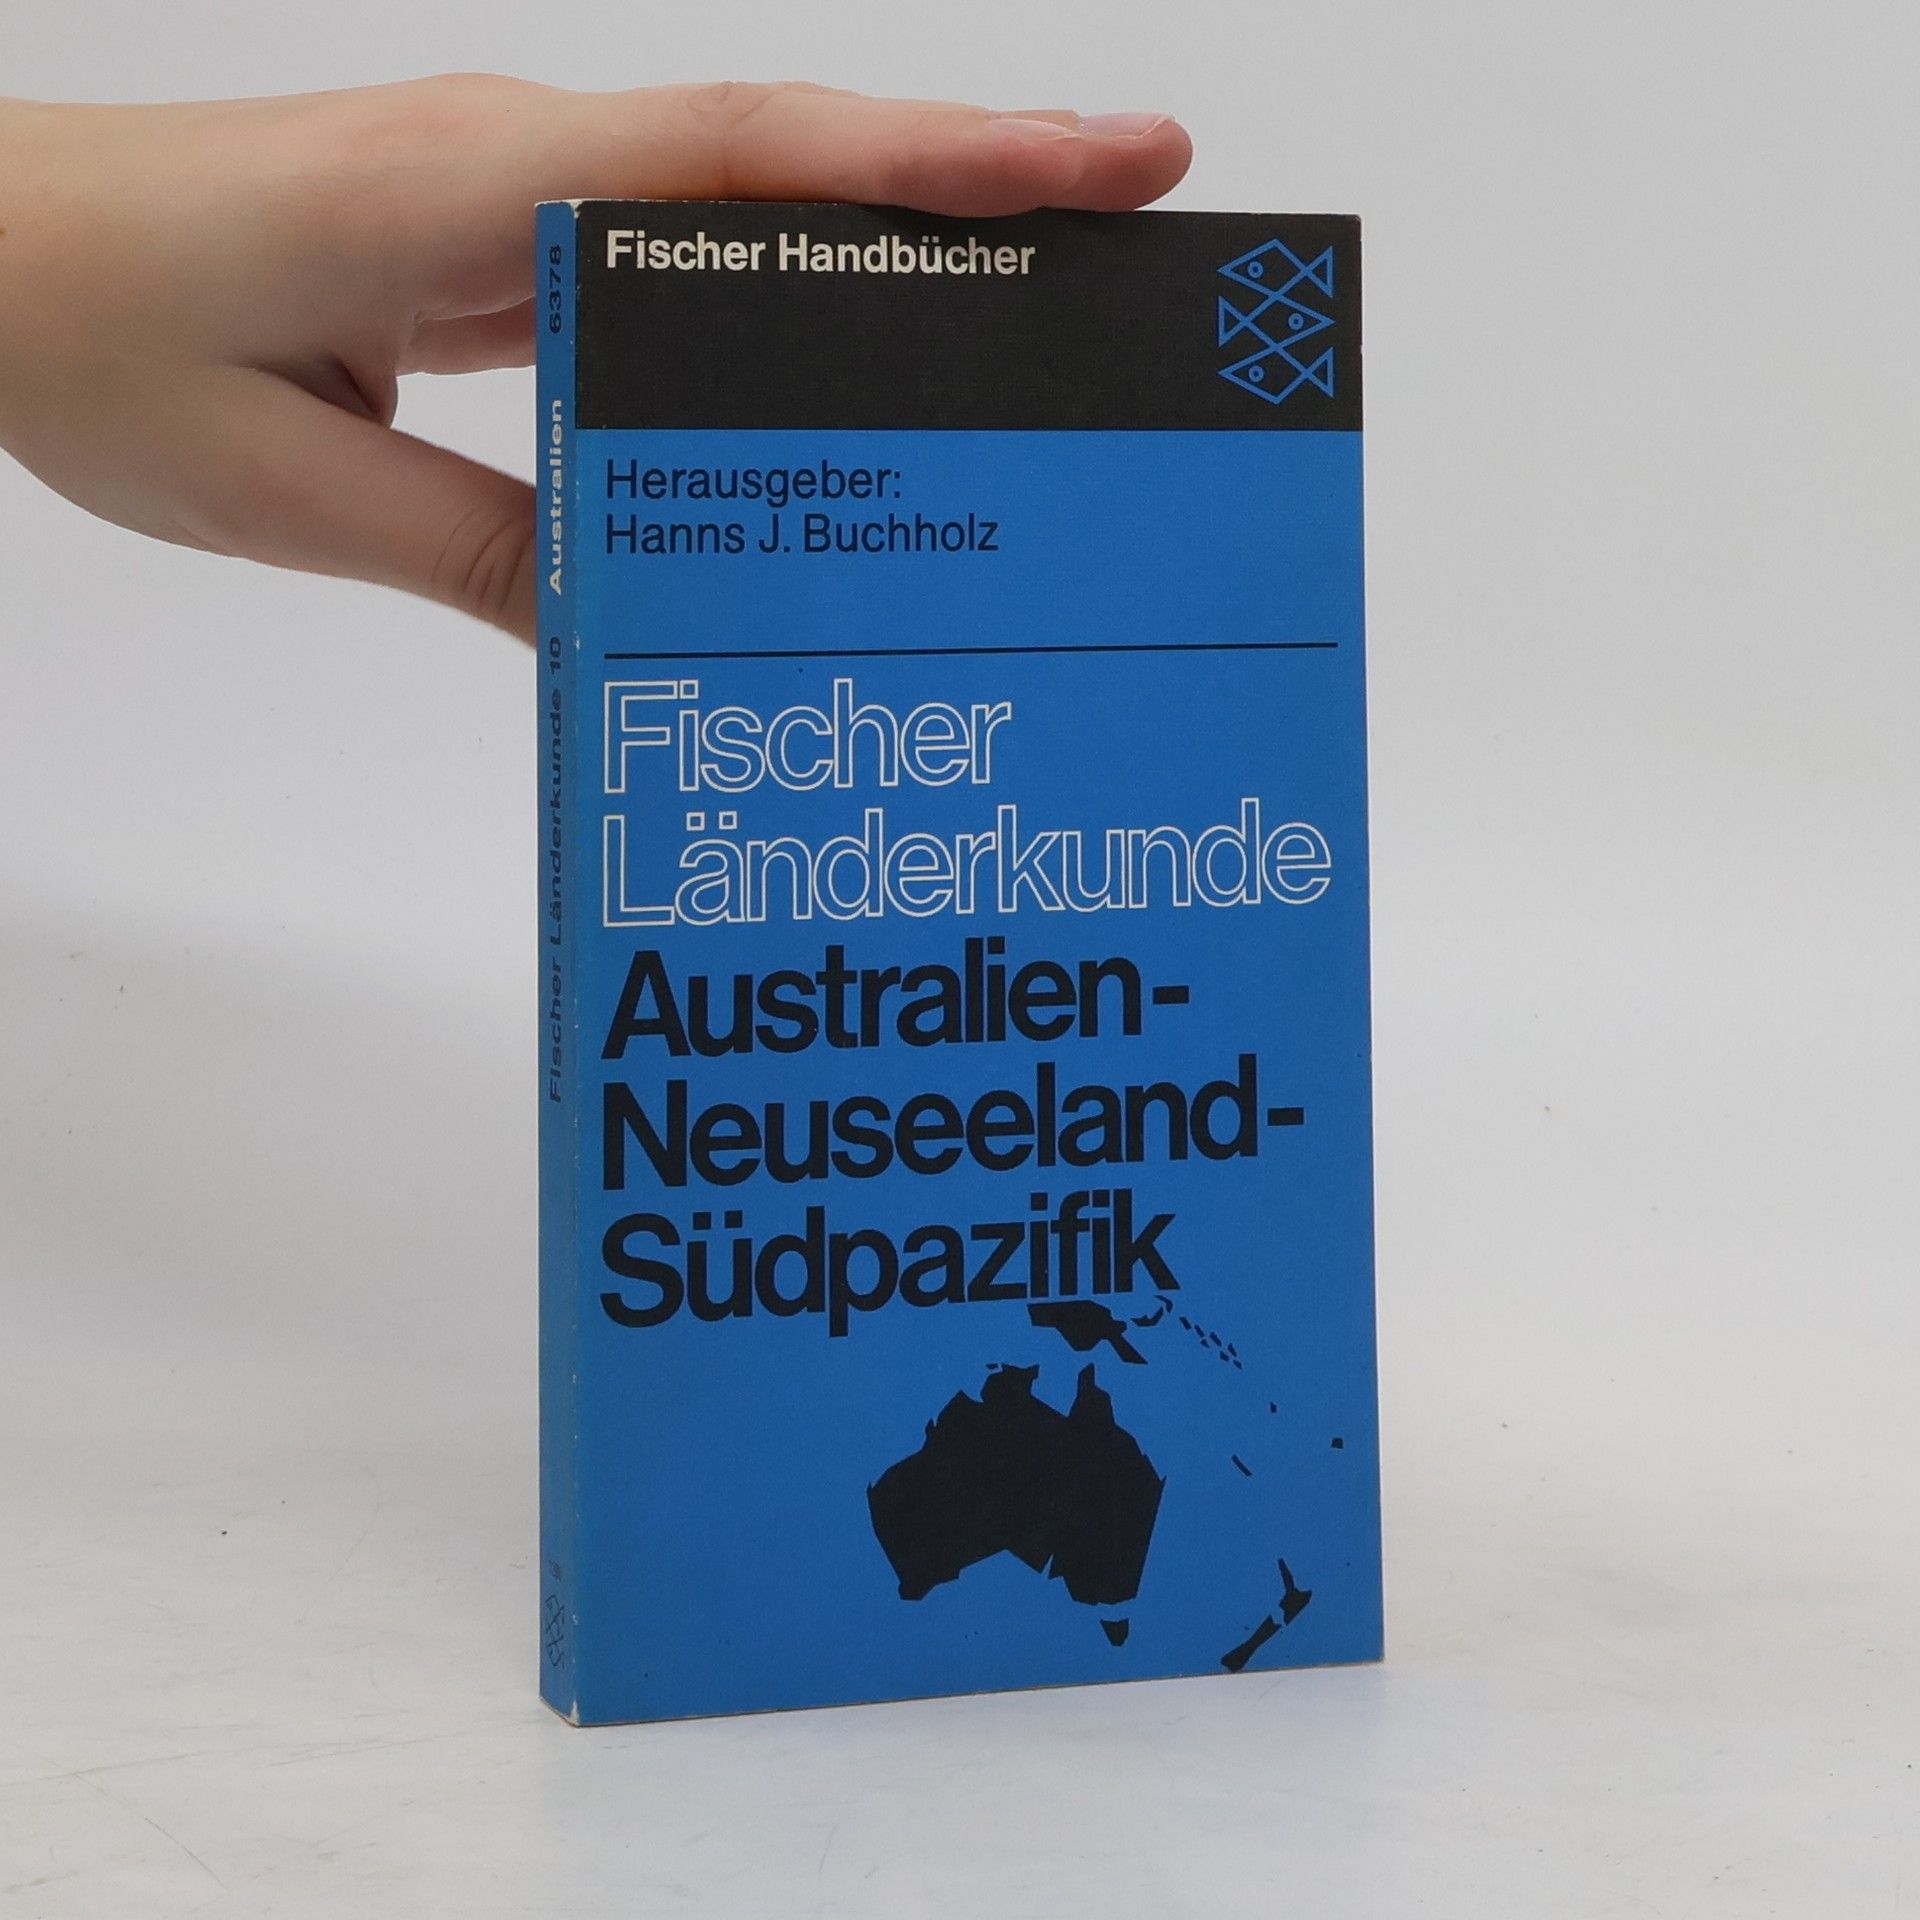 Fischer Handbücher
Herausgeber:
Hanns J. Buchholz
Fischer
Länderkunde
Australien-
Neuseeland-
Südpazifik
Fischer Länderkunde 10 Australien 6378